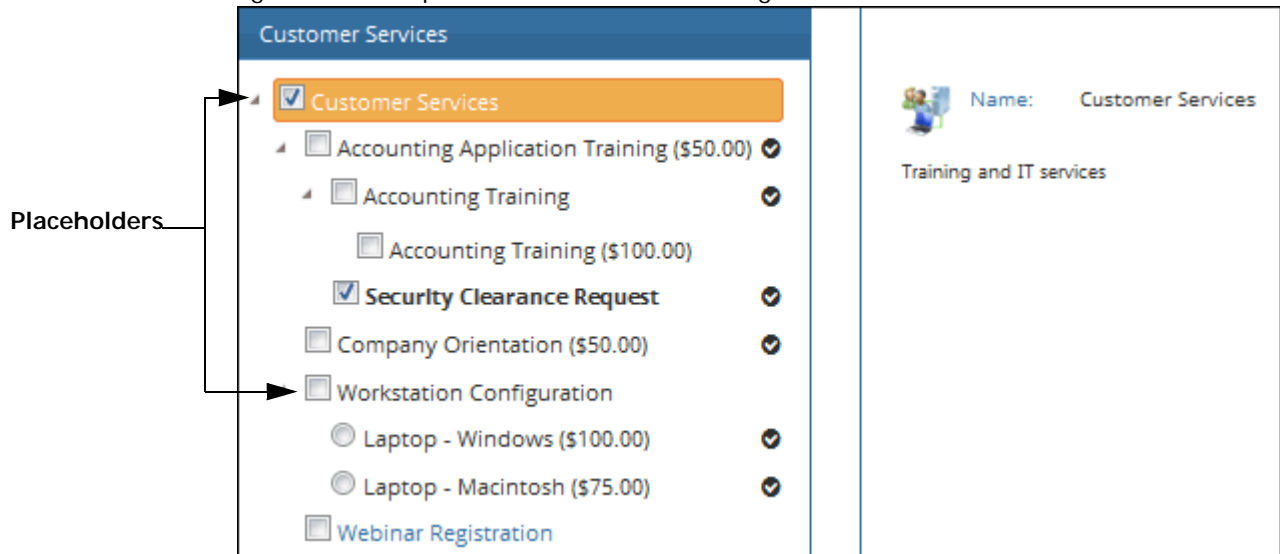 Customer Services
Customer Services
Accounting Application Training ($50.00)
Accounting Training
Accounting Training ($100.00)
Security Clearance Request
Company Orientation ($50.00)
Workstation Configuration
Laptop - Windows ($100.00)
Laptop - Macintosh ($75.00)
Webinar Registration
Placeholders
Name: Customer Services
Training and IT services